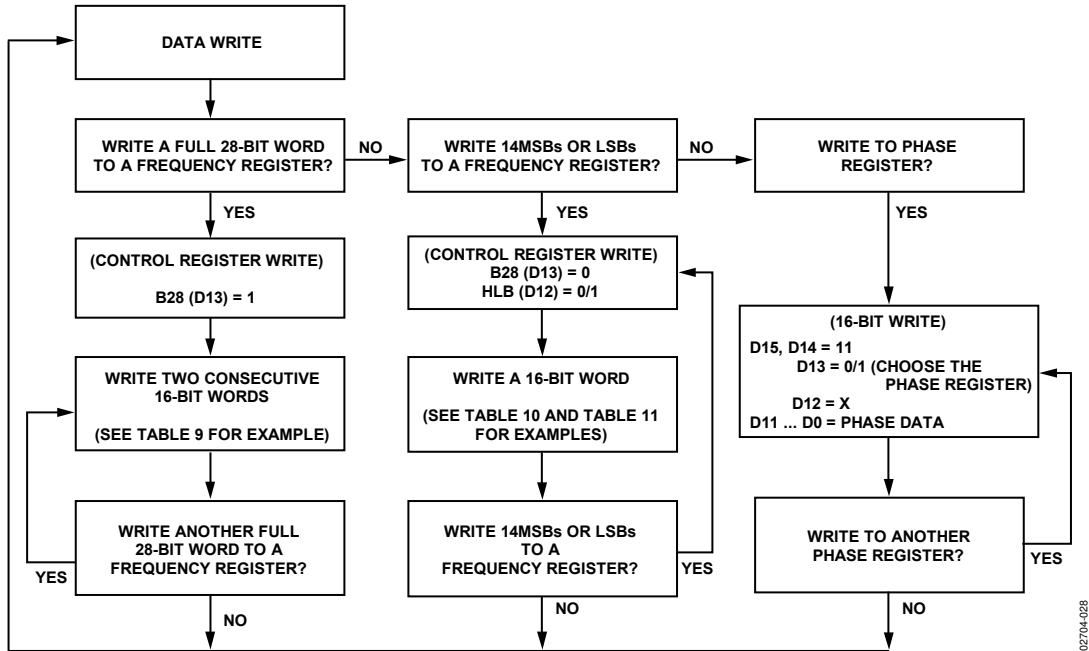 DATA WRITE
WRITE A FULL 28-BIT WORD
TO A FREQUENCY REGISTER?
NO
WRITE 14MSBs OR LSBs
TO A FREQUENCY REGISTER?
NO
WRITE TO PHASE
REGISTER?
YES
YES
YES
(CONTROL REGISTER WRITE)
B28 (D13) = 1
(CONTROL REGISTER WRITE)
B28 (D13) = 0
HLB (D12) = 0/1
(16-BIT WRITE)
D15, D14 = 11
D13 = 0/1 (CHOOSE THE
PHASE REGISTER)
D12 = X
D11 ... D0 = PHASE DATA
WRITE TWO CONSECUTIVE
16-BIT WORDS
(SEE TABLE 9 FOR EXAMPLE)
WRITE A 16-BIT WORD
(SEE TABLE 10 AND TABLE 11
FOR EXAMPLES)
WRITE ANOTHER FULL
28-BIT WORD TO A
FREQUENCY REGISTER?
YES
WRITE 14MSBs OR LSBs
TO A
FREQUENCY REGISTER?
YES
WRITE TO ANOTHER
PHASE REGISTER?
YES
NO
NO
NO
02704-028